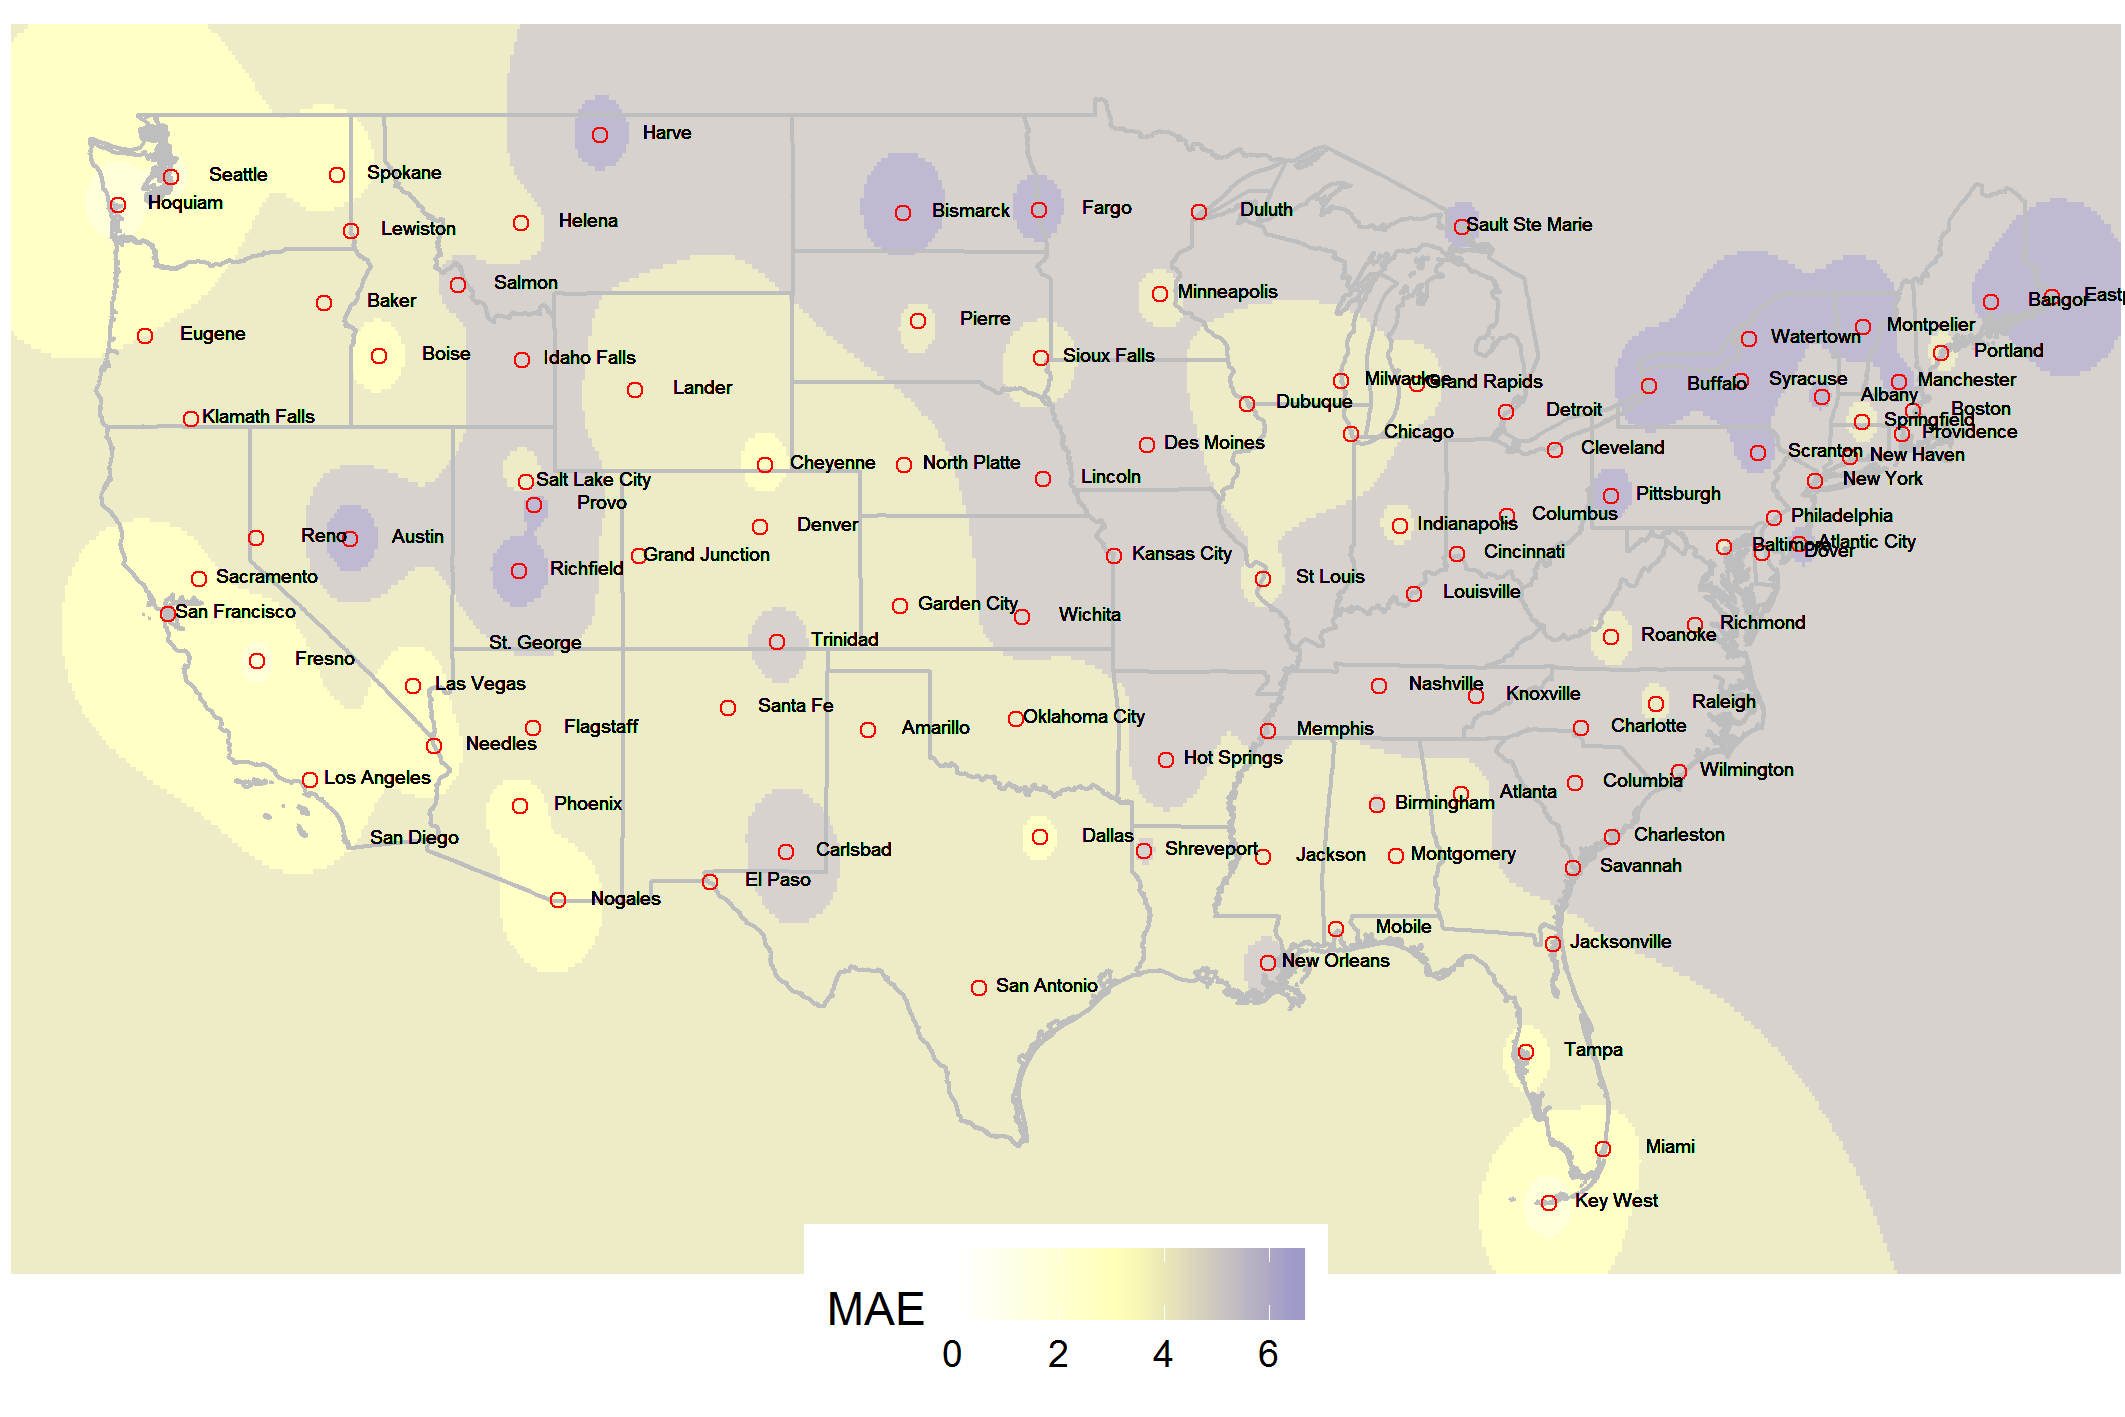 Harve
Seattle
Spokane
Hoquiam
Bismarck
Fargo
Duluth
Helena
Lewiston
Sault Ste Marie
Salmon
Minneapolis
Baker
Bangor
Eastp
Pierre
Montpelier
Eugene
Watertown
Boise
Idaho Falls
Sioux Falls
Portland
Milwaukee
Grand Rapids
Buffalo
Syracuse
Manchester
Lander
Albany
Dubuque
Detroit
Boston
Klamath Falls
Springfield
Chicago
Providence
Des Moines
Cleveland
Scranton
New Haven
Cheyenne
North Platte
Salt Lake City
Lincoln
New York
Provo
Pittsburgh
Denver
Indianapolis
Columbus
Philadelphia
Reno
Austin
Baltimore
Atlantic City
Dover
Grand Junction
Kansas City
Cincinnati
Richfield
Sacramento
St Louis
Louisville
San Francisco
Garden City
Wichita
Richmond
St. George
Trinidad
Roanoke
Fresno
Las Vegas
Nashville
Knoxville
Santa Fe
Raleigh
Flagstaff
Amarillo
Oklahoma City
Memphis
Charlotte
Needles
Hot Springs
Los Angeles
Wilmington
Columbia
Phoenix
Birmingham
Atlanta
San Diego
Dallas
Charleston
Carlsbad
Shreveport
Jackson
Montgomery
El Paso
Savannah
Nogales
Mobile
Jacksonville
New Orleans
San Antonio
Tampa
Miami
Key West
MAE
0 2 4 6